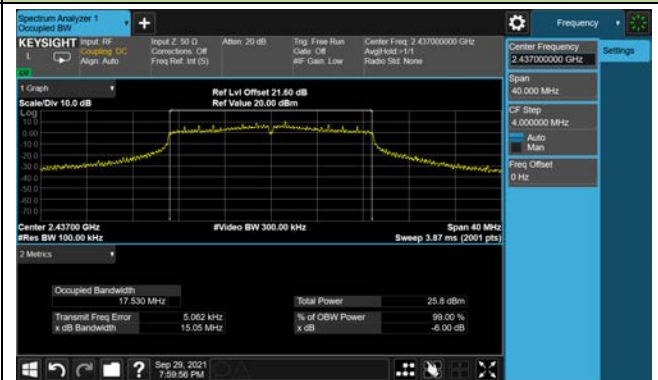 Spectrum Analyzer 1
Occupied BW
+
Frequency
KEYSIGHT
Input: RF
Coupling: DC
Align: Auto
Input Z: 50 Ω
Corrections: Off
Freq Ref: Int (S)
Atten: 20 dB
Trig: Free Run
Gate: Off
#IF Gain: Low
Center Freq: 2.437000000 GHz
Avg|Hold:>1/1
Radio Std: None
Center Frequency
2.437000000 GHz
Settings
Span
40.000 MHz
CF Step
4.000000 MHz
Auto
Man
Freq Offset
0 Hz
1 Graph
Scale/Div 10.0 dB
Ref Lvl Offset 21.60 dB
Ref Value 20.00 dBm
Log
10.0
0.00
-10.0
-20.0
-30.0
-40.0
-50.0
-60.0
-70.0
Center 2.43700 GHz
#Res BW 100.00 kHz
#Video BW 300.00 kHz
Span 40 MHz
Sweep 3.87 ms (2001 pts)
2 Metrics
Occupied Bandwidth
17.530 MHz
Total Power 25.8 dBm
Transmit Freq Error 5.062 kHz
% of OBW Power 99.00 %
x dB Bandwidth 15.05 MHz
x dB -6.00 dB
?
Sep 29, 2021
7:59:56 PM